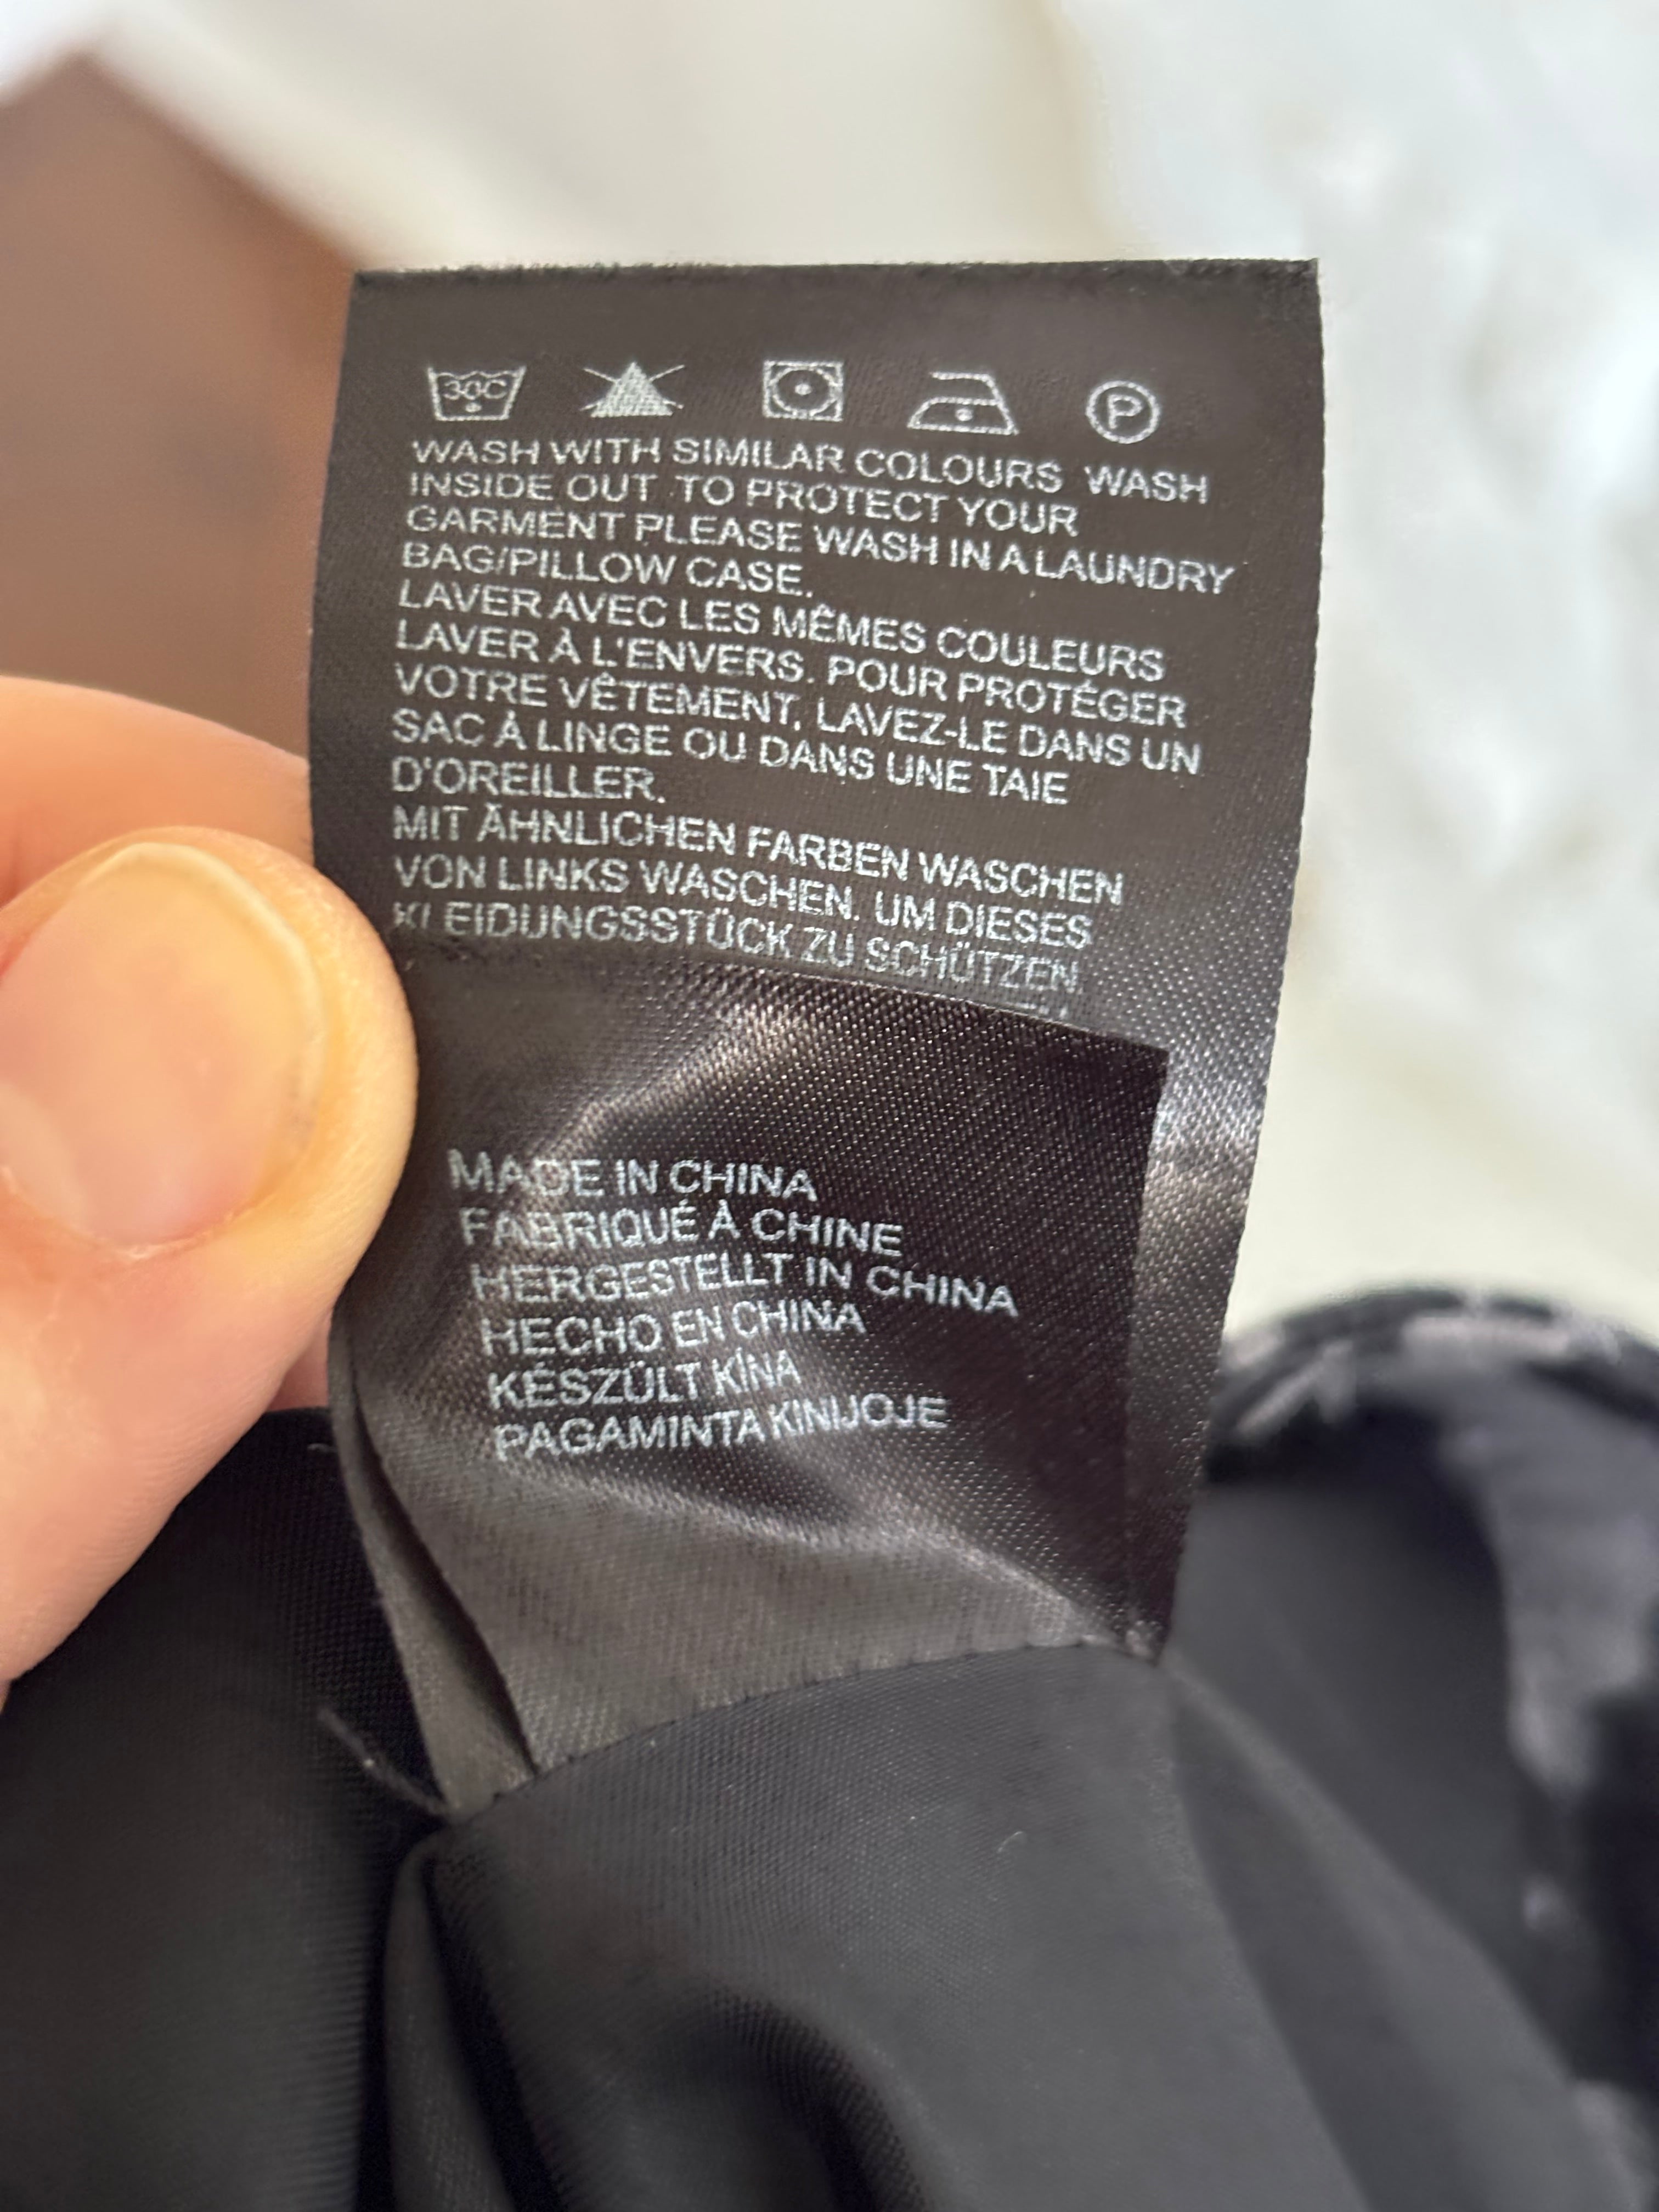 30C P
WASH WITH SIMILAR COLOURS WASH
INSIDE OUT TO PROTECT YOUR
GARMENT PLEASE WASH IN A LAUNDRY
BAG/PILLOW CASE.
LAVER AVEC LES MÊMES COULEURS
LAVER À L'ENVERS. POUR PROTÉGER
VOTRE VÊTEMENT, LAVEZ-LE DANS UN
SAC À LINGE OU DANS UNE TAIE
D'OREILLER.
MIT ÄHNLICHEN FARBEN WASCHEN
VON LINKS WASCHEN. UM DIESES
KLEIDUNGSSTÜCK ZU SCHÜTZEN
MADE IN CHINA
FABRIQUÉ À CHINE
HERGESTELLT IN CHINA
HECHO EN CHINA
KÉSZÜLT KÍNA
PAGAMINTA KINIJOJE